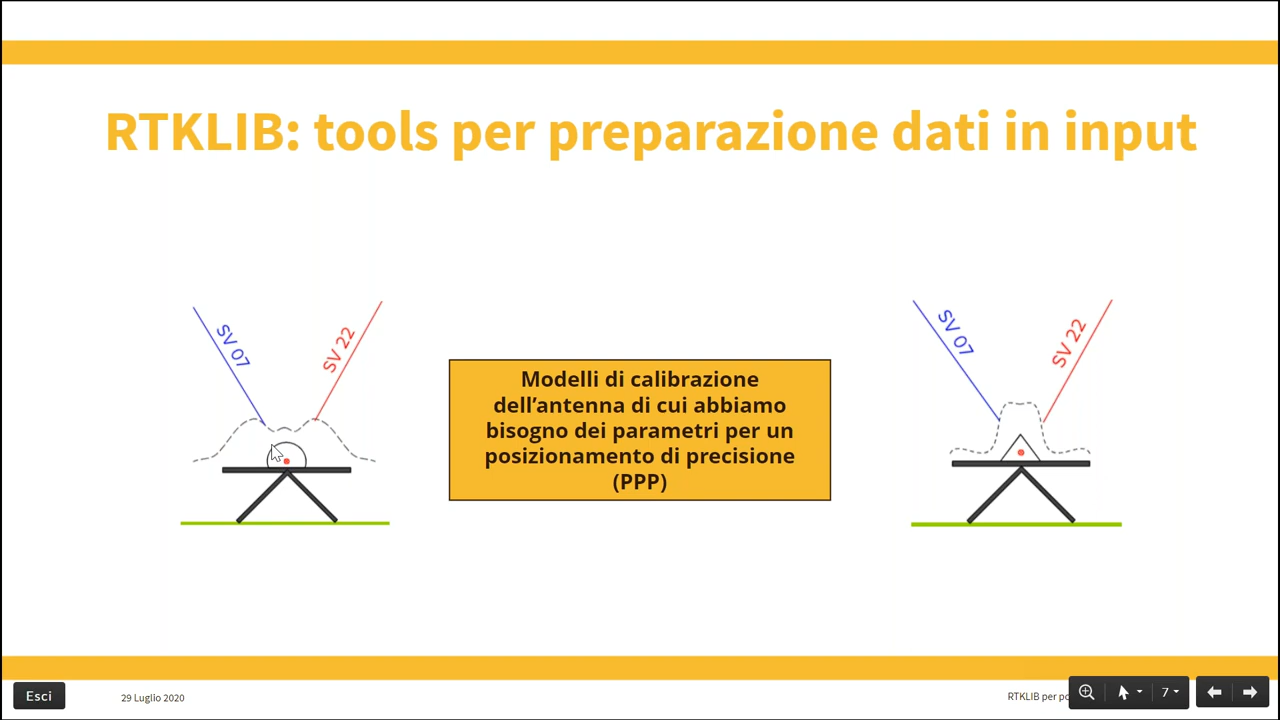 RTKLIB: tools per preparazione dati in input
SV 07
SV 22
Modelli di calibrazione
dell'antenna di cui abbiamo
bisogno dei parametri per un
posizionamento di precisione
(PPP)
SV 07
SV 22
Esci
29 Luglio 2020
RTKLIB per
7